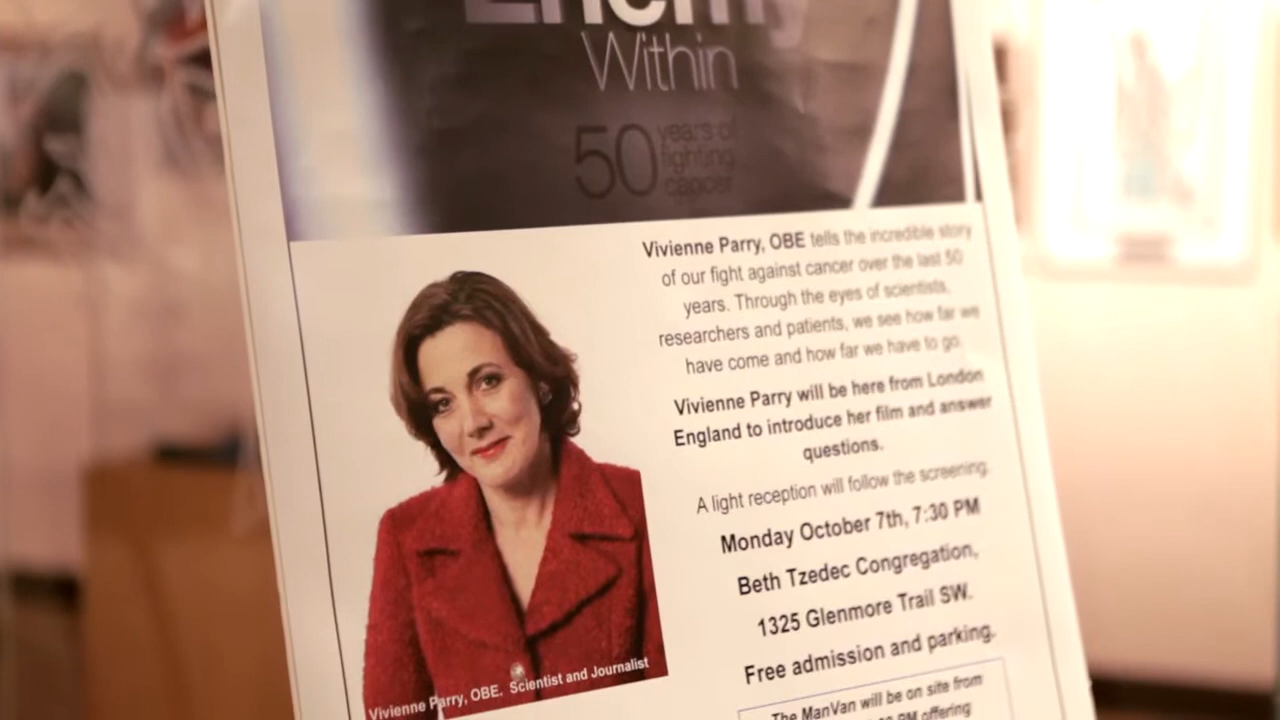 Enemy
Within
50 years of
fighting
cancer
Vivienne Parry, OBE tells the incredible story
of our fight against cancer over the last 50
years. Through the eyes of scientists,
researchers and patients, we see how far we
have come and how far we have to go.
Vivienne Parry will be here from London
England to introduce her film and answer
questions.
A light reception will follow the screening.
Monday October 7th, 7:30 PM
Beth Tzedec Congregation,
1325 Glenmore Trail SW.
Free admission and parking.
Vivienne Parry, OBE. Scientist and Journalist
The ManVan will be on site from
PM offering